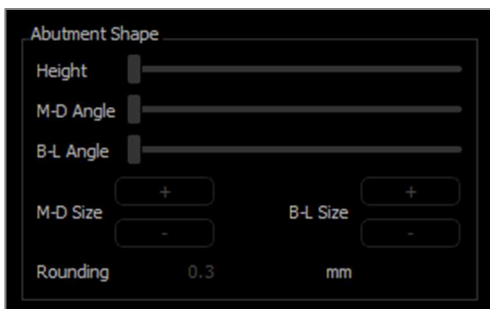 Abutment Shape
Height
M-D Angle
B-L Angle
+ +
M-D Size B-L Size
- -
Rounding 0.3 mm